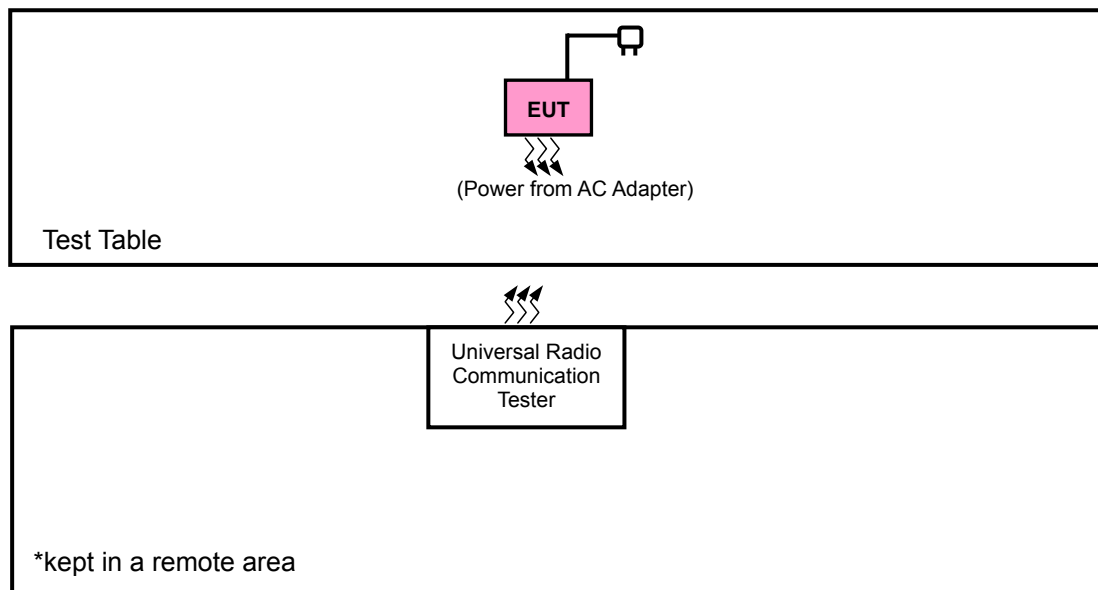 EUT
(Power from AC Adapter)
Test Table
Universal Radio
Communication
Tester
*kept in a remote area